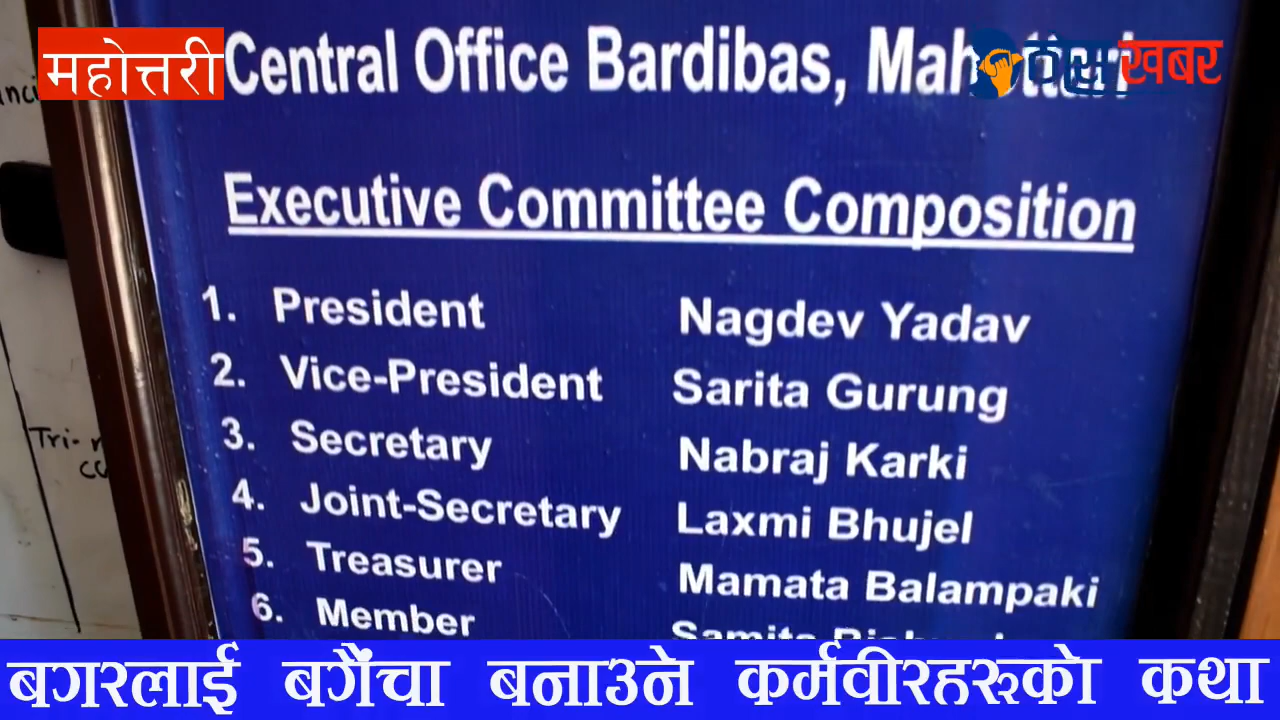 महोत्तरी
Central Office Bardibas,
ठोस खबर
Executive Committee Composition
1. President Nagdev Yadav
2. Vice-President Sarita Gurung
3. Secretary Nabraj Karki
4. Joint-Secretary Laxmi Bhujel
5. Treasurer Mamata Balampaki
6. Member
बगरलाई बगैंचा बनाउने कर्मवीरहरुको कथा